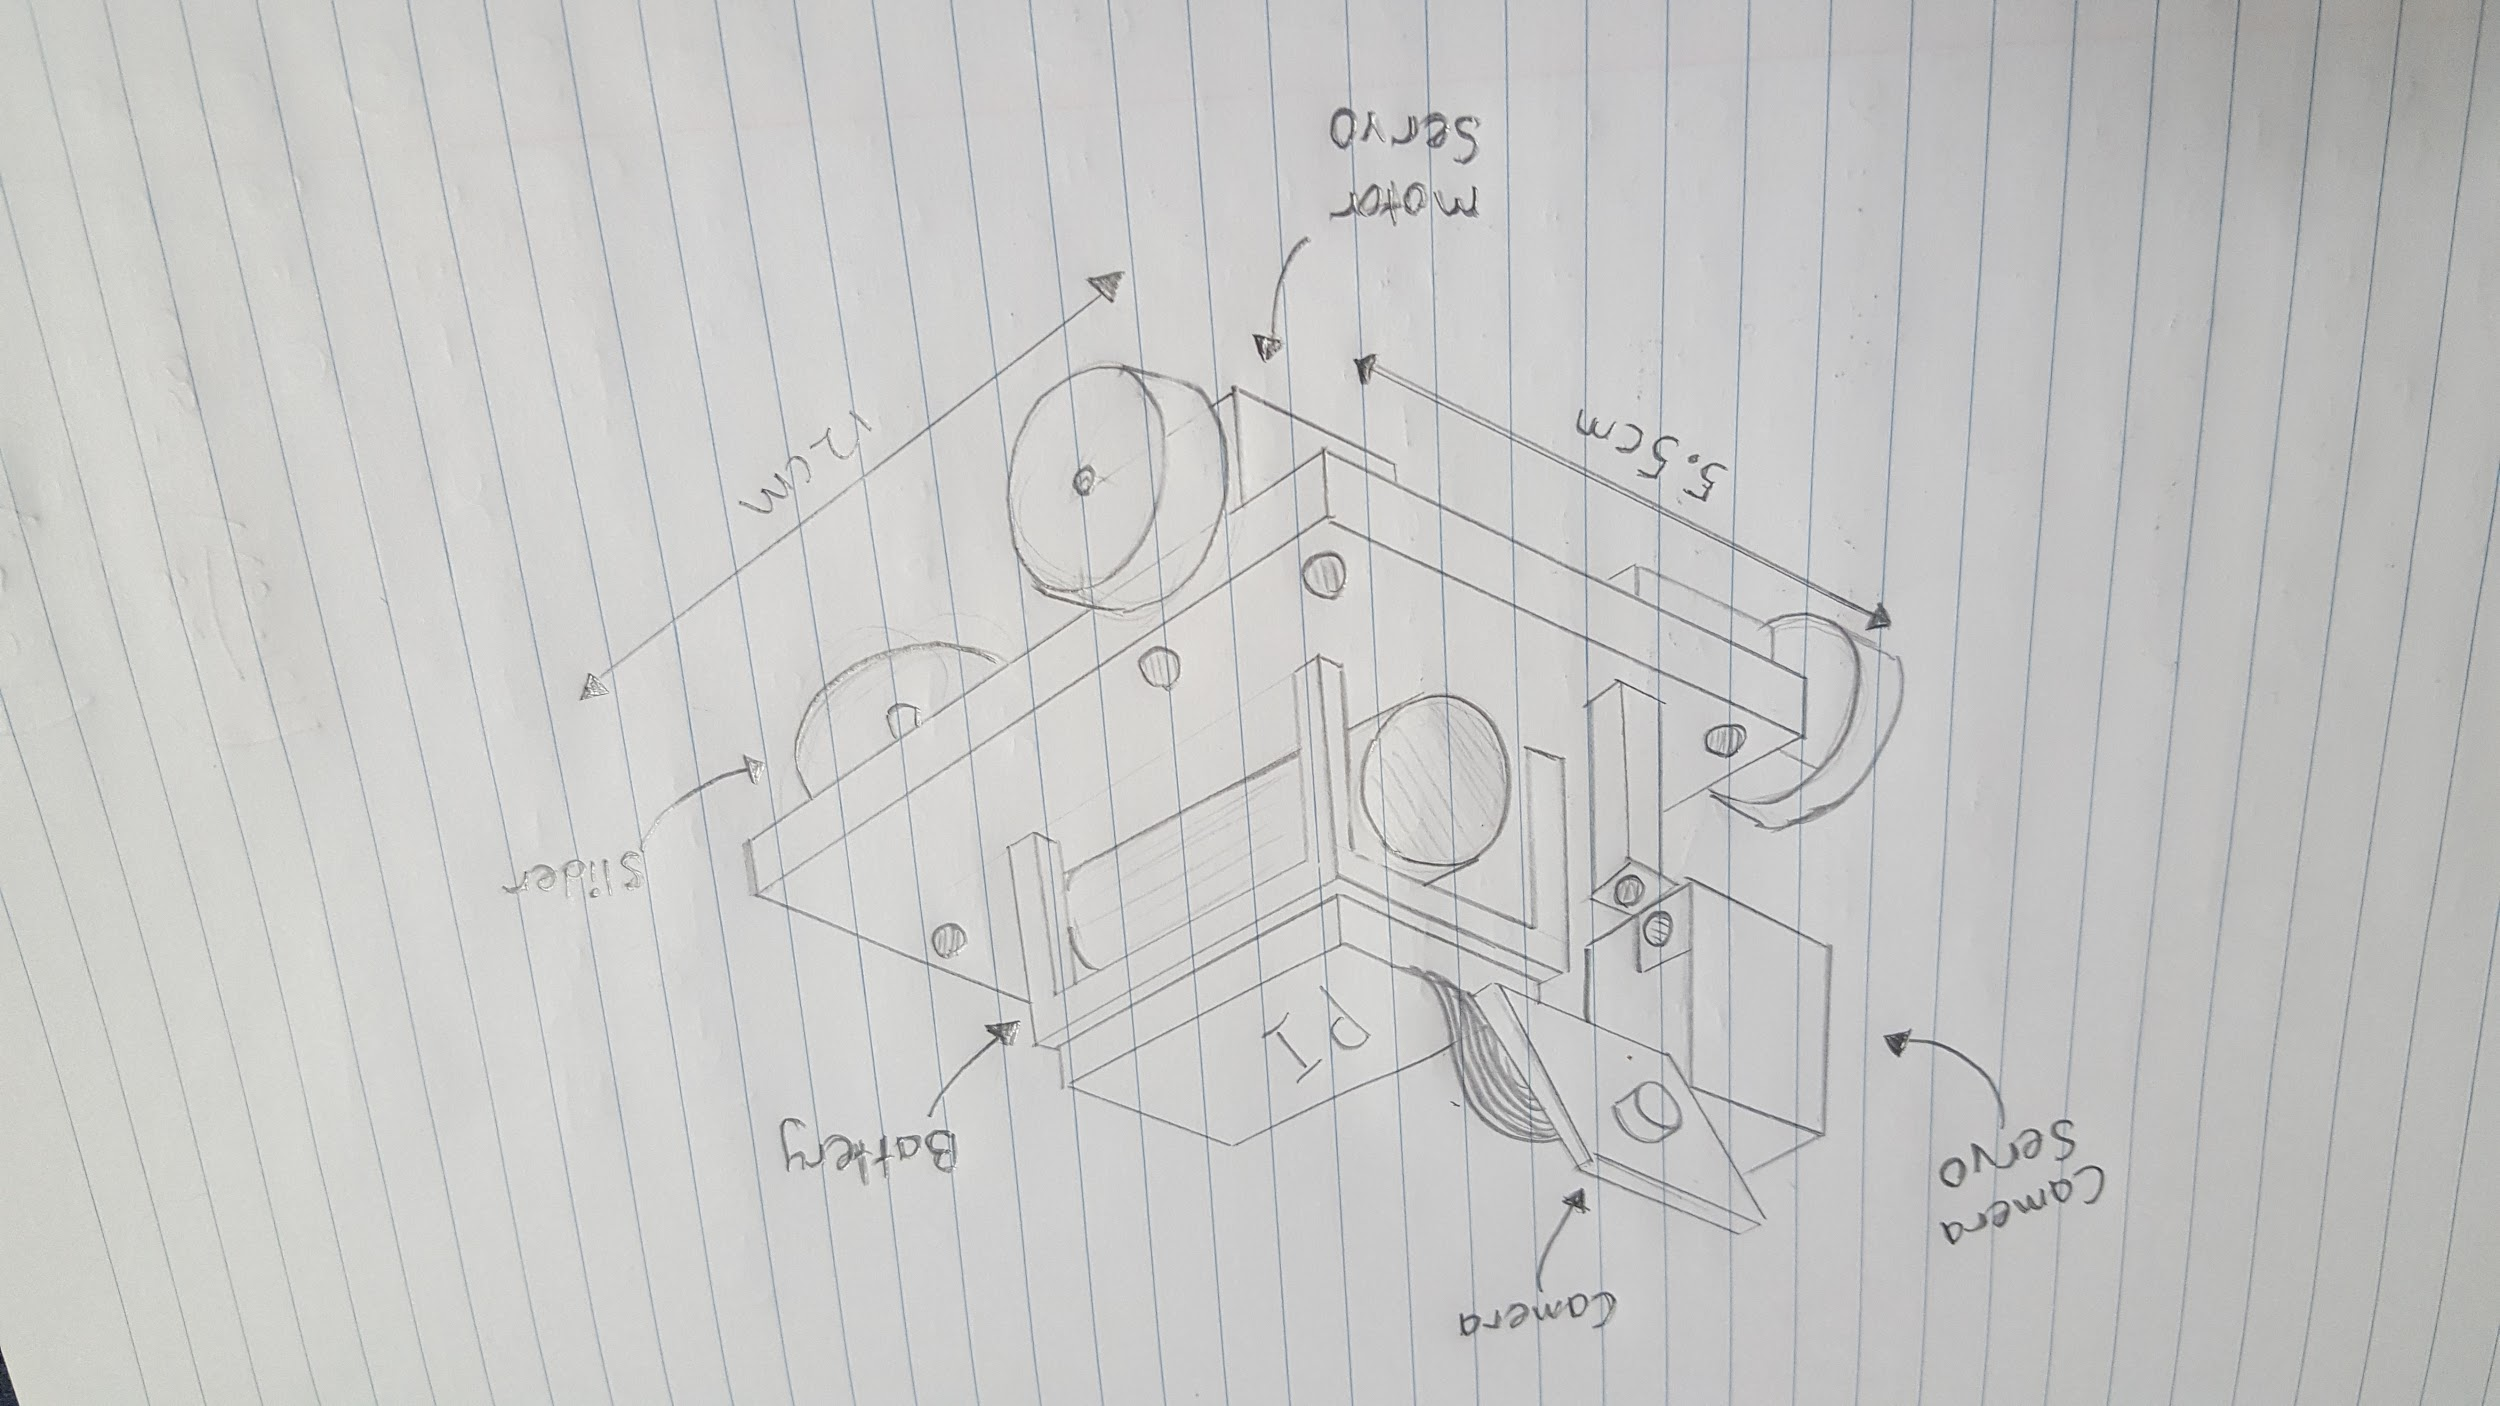 Camera
Camera
Servo
PI
Battery
slider
5.5cm
12cm
motor
servo